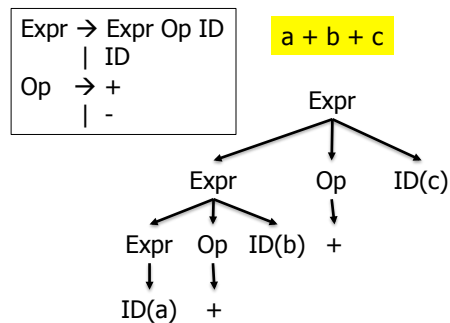 Expr → Expr Op ID
| ID
Op → +
| -
a + b + c
Expr
Expr Op ID(c)
Expr Op ID(b) +
ID(a) +